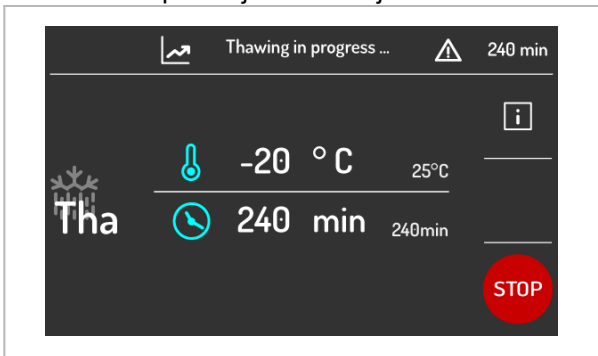 Thawing in progress ...
240 min
i
-20 °C
25°C
Tha
240 min
240min
STOP